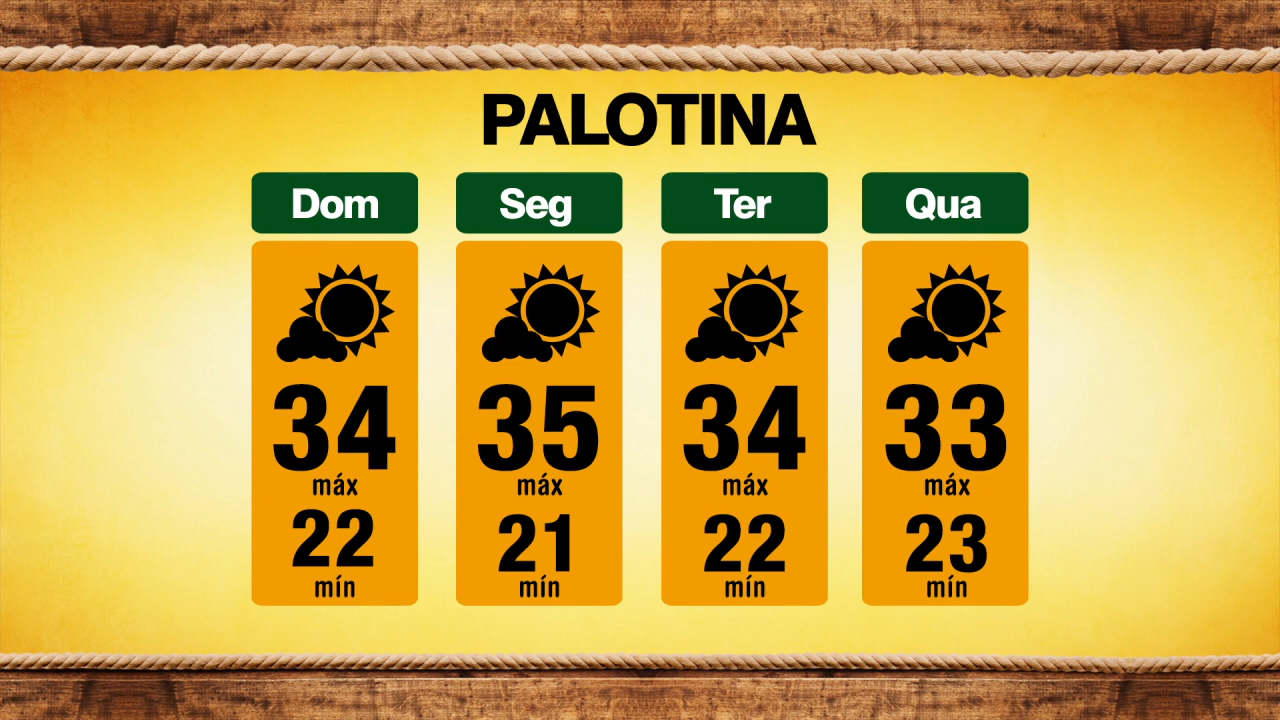 PALOTINA
Dom Seg Ter Qua
34 35 34 33
máx máx máx máx
22 21 22 23
mín mín mín mín